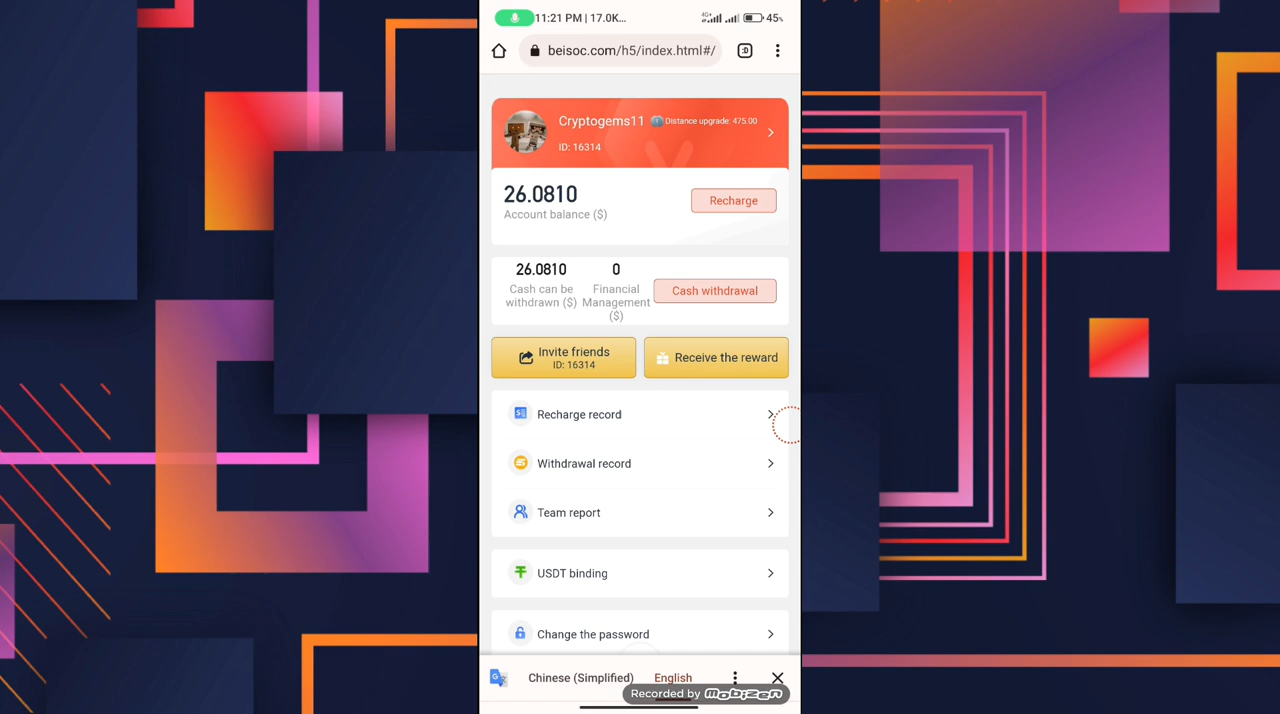 11:21 PM | 17.0K...
4G+
45%
beisoc.com/h5/index.html#/
:D
Cryptogems11
Distance upgrade: 475.00
ID: 16314
26.0810
Account balance ($)
Recharge
26.0810
Cash can be
withdrawn ($)
0
Financial
Management
($)
Cash withdrawal
Invite friends
ID: 16314
Receive the reward
Recharge record
Withdrawal record
Team report
USDT binding
Change the password
Chinese (Simplified)
English
Recorded by mobizen